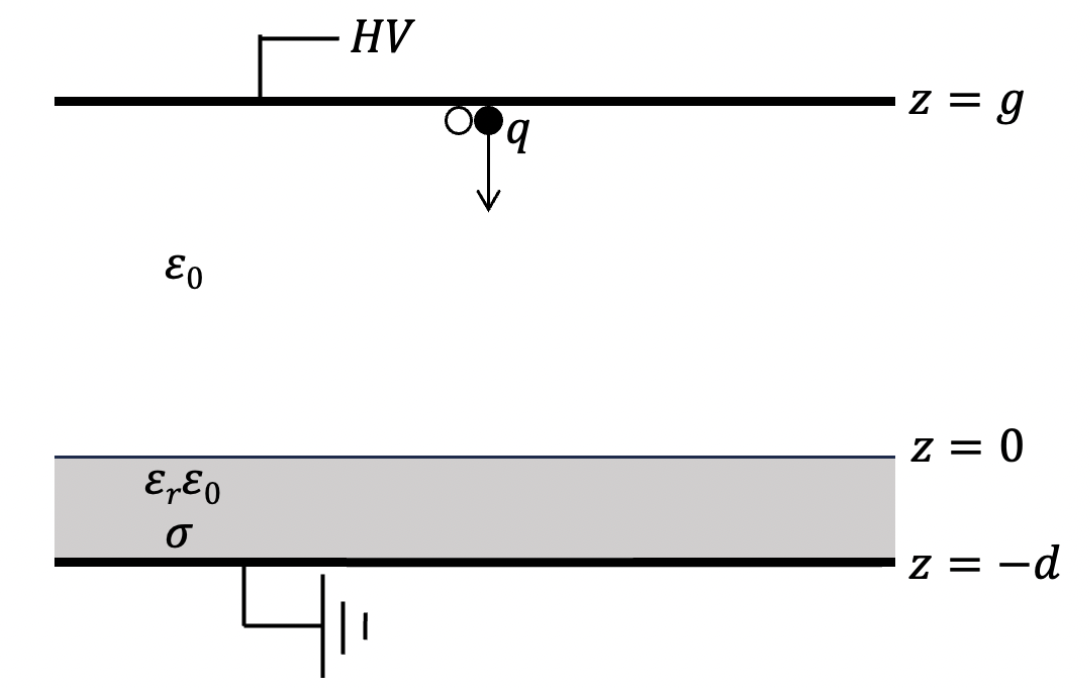 HV
z = g
q
ε₀
z = 0
εᵣε₀
σ
z = −d